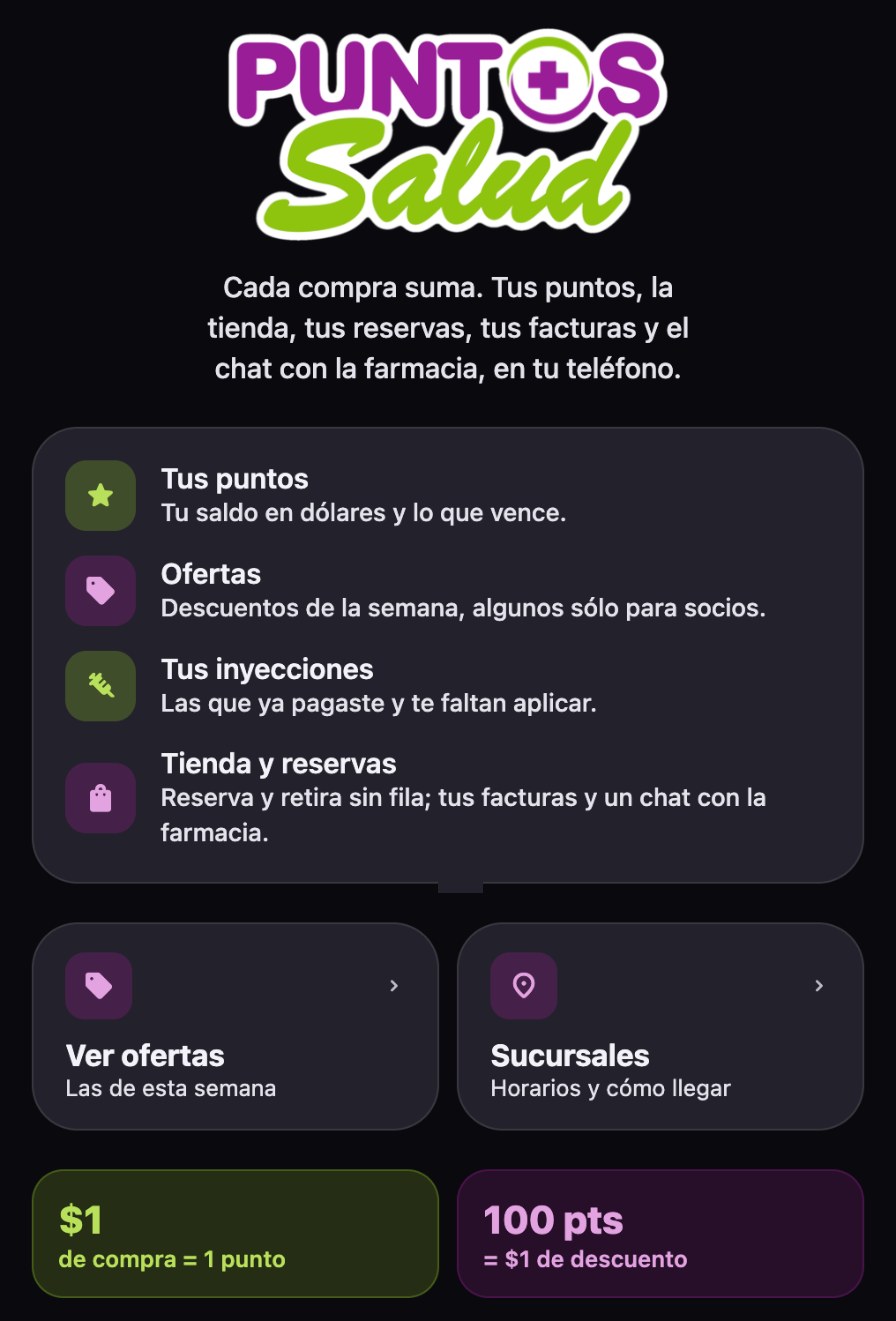 PUNTOS
Salud
Cada compra suma. Tus puntos, la
tienda, tus reservas, tus facturas y el
chat con la farmacia, en tu teléfono.
Tus puntos
Tu saldo en dólares y lo que vence.
Ofertas
Descuentos de la semana, algunos sólo para socios.
Tus inyecciones
Las que ya pagaste y te faltan aplicar.
Tienda y reservas
Reserva y retira sin fila; tus facturas y un chat con la
farmacia.
Ver ofertas
Las de esta semana
Sucursales
Horarios y cómo llegar
$1
de compra = 1 punto
100 pts
= $1 de descuento